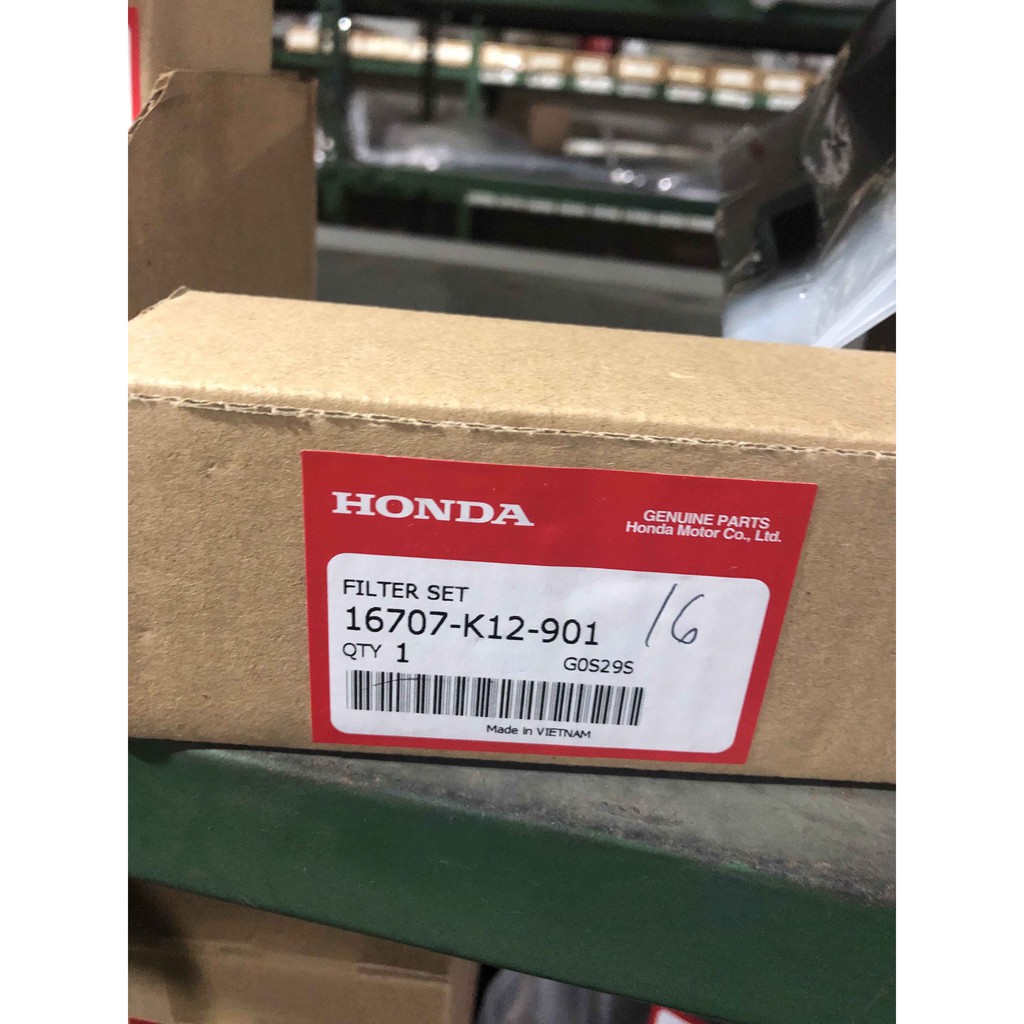 HONDA
GENUINE PARTS
Honda Motor Co., Ltd.
FILTER SET
16707-K12-901
16
QTY 1
G0S29S
Made in VIETNAM